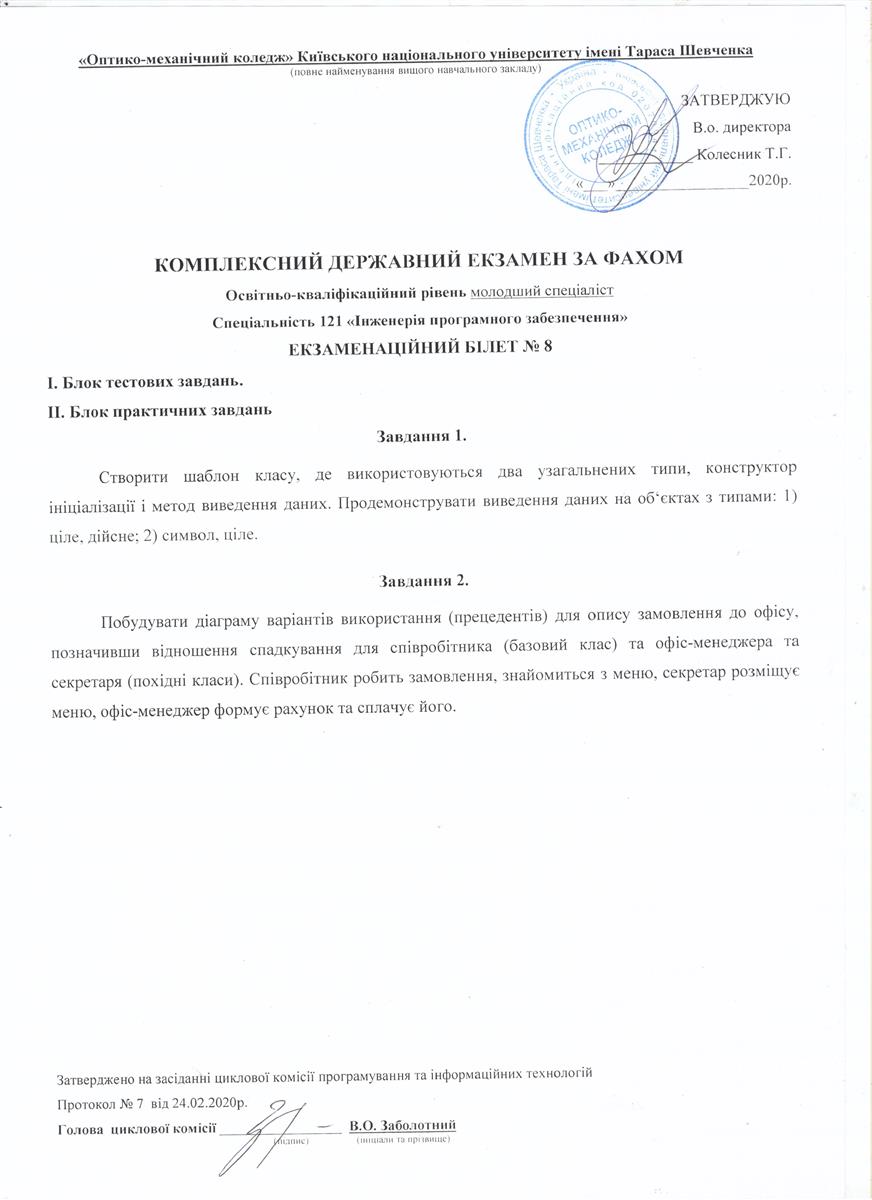 «Оптико-механічний коледж» Київського національного університету імені Тараса Шевченка
(повне найменування вищого навчального закладу)
ЗАТВЕРДЖУЮ
В.о. директора
ОПТИКО-
МЕХАНІЧНИЙ
КОЛЕДЖ
____________ Колесник Т.Г.
«___»_________________2020р.
КОМПЛЕКСНИЙ ДЕРЖАВНИЙ ЕКЗАМЕН ЗА ФАХОМ
Освітньо-кваліфікаційний рівень молодший спеціаліст
Спеціальність 121 «Інженерія програмного забезпечення»
ЕКЗАМЕНАЦІЙНИЙ БІЛЕТ № 8
І. Блок тестових завдань.
ІІ. Блок практичних завдань
Завдання 1.
Створити шаблон класу, де використовуються два узагальнених типи, конструктор
ініціалізації і метод виведення даних. Продемонструвати виведення даних на об‘єктах з типами: 1)
ціле, дійсне; 2) символ, ціле.
Завдання 2.
Побудувати діаграму варіантів використання (прецедентів) для опису замовлення до офісу,
позначивши відношення спадкування для співробітника (базовий клас) та офіс-менеджера та
секретаря (похідні класи). Співробітник робить замовлення, знайомиться з меню, секретар розміщує
меню, офіс-менеджер формує рахунок та сплачує його.
Затверджено на засіданні циклової комісії програмування та інформаційних технологій
Протокол № 7 від 24.02.2020р.
Голова циклової комісії __________________ В.О. Заболотний
(підпис) (ініціали та прізвище)